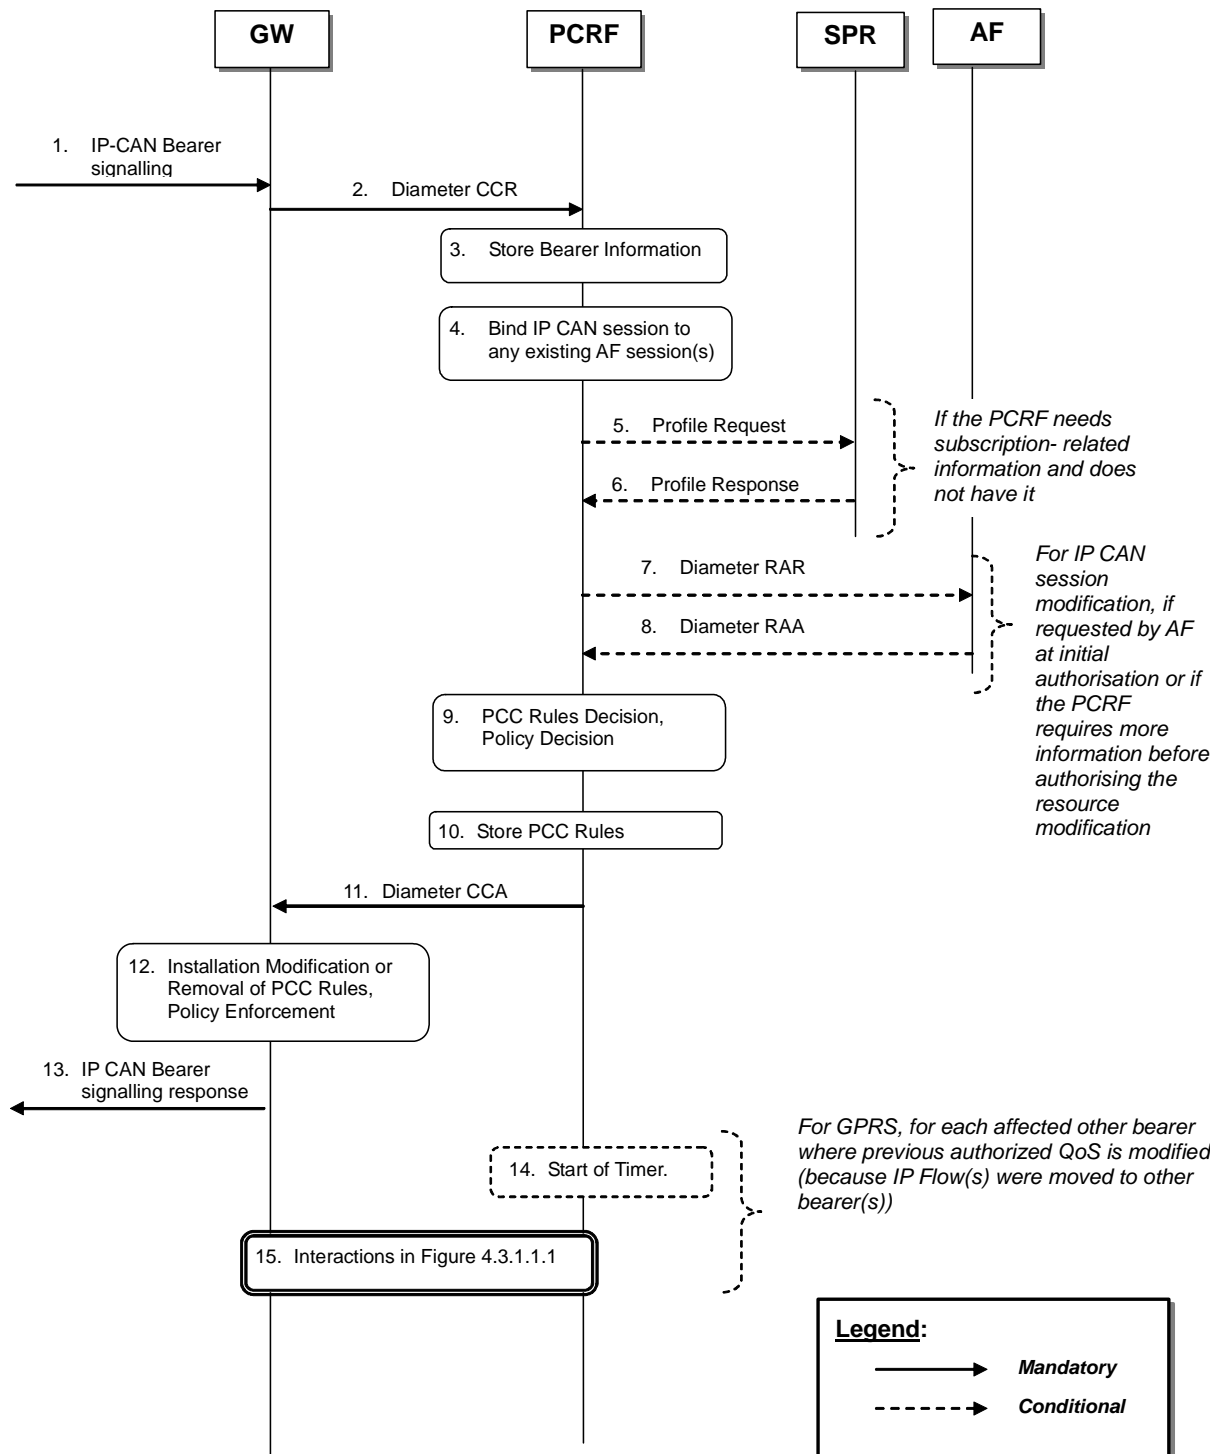 GW
PCRF
SPR
AF
1. IP-CAN Bearer
signalling
2. Diameter CCR
3. Store Bearer Information
4. Bind IP CAN session to
any existing AF session(s)
5. Profile Request
6. Profile Response
If the PCRF needs
subscription- related
information and does
not have it
7. Diameter RAR
8. Diameter RAA
For IP CAN
session
modification, if
requested by AF
at initial
authorisation or if
the PCRF
requires more
information before
authorising the
resource
modification
9. PCC Rules Decision,
Policy Decision
10. Store PCC Rules
11. Diameter CCA
12. Installation Modification or
Removal of PCC Rules,
Policy Enforcement
13. IP CAN Bearer
signalling response
14. Start of Timer.
For GPRS, for each affected other bearer
where previous authorized QoS is modified
(because IP Flow(s) were moved to other
bearer(s))
15. Interactions in Figure 4.3.1.1.1
Legend:
Mandatory
Conditional